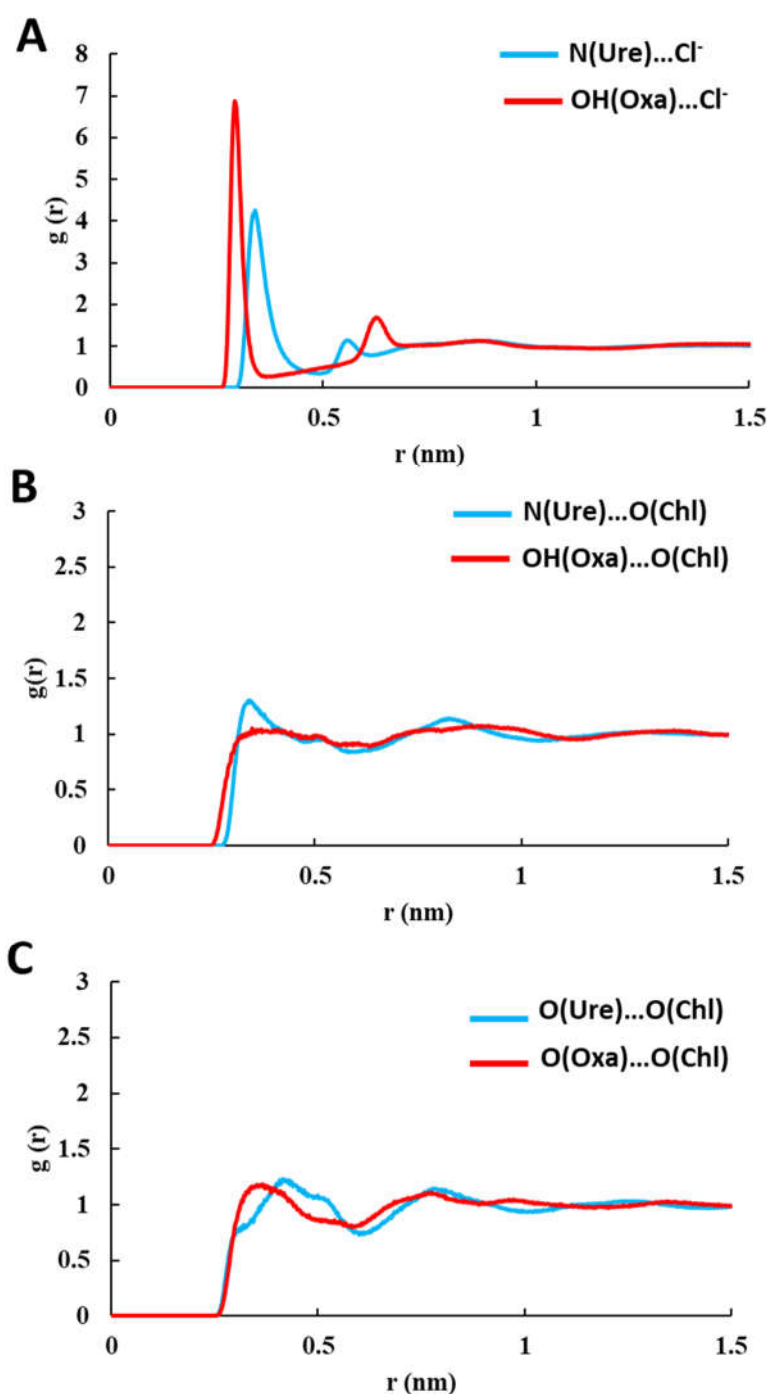 A
8
7
6
5
4
3
2
1
0
g (r)
N(Ure)...Cl⁻
OH(Oxa)...Cl⁻
0 0.5 1 1.5
r (nm)
B
3
2.5
2
1.5
1
0.5
0
g(r)
N(Ure)...O(Chl)
OH(Oxa)...O(Chl)
0 0.5 1 1.5
r (nm)
C
3
2.5
2
1.5
1
0.5
0
g (r)
O(Ure)...O(Chl)
O(Oxa)...O(Chl)
0 0.5 1 1.5
r (nm)